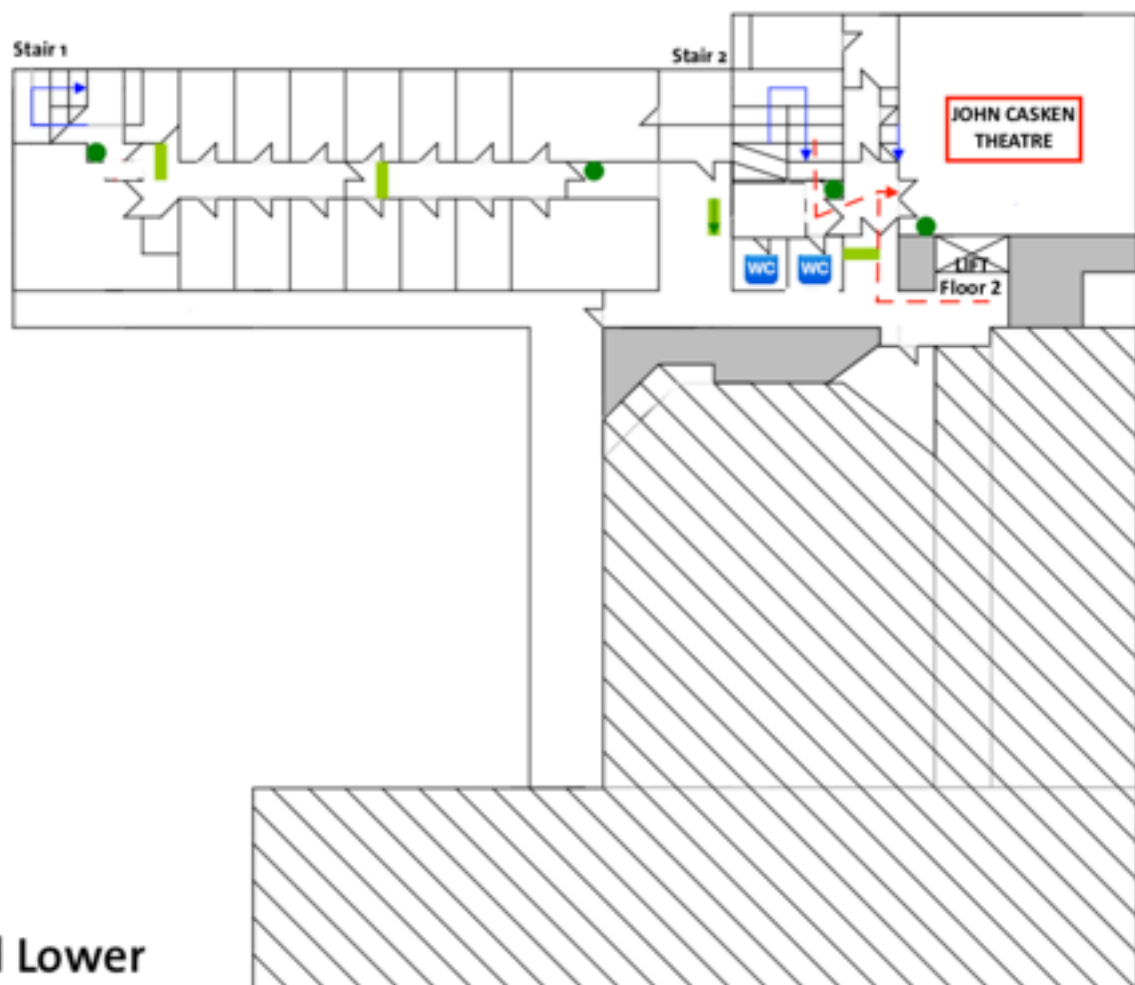 Stair 1
Stair 2
JOHN CASKEN
THEATRE
WC
WC
LIFT
Floor 2
Lower